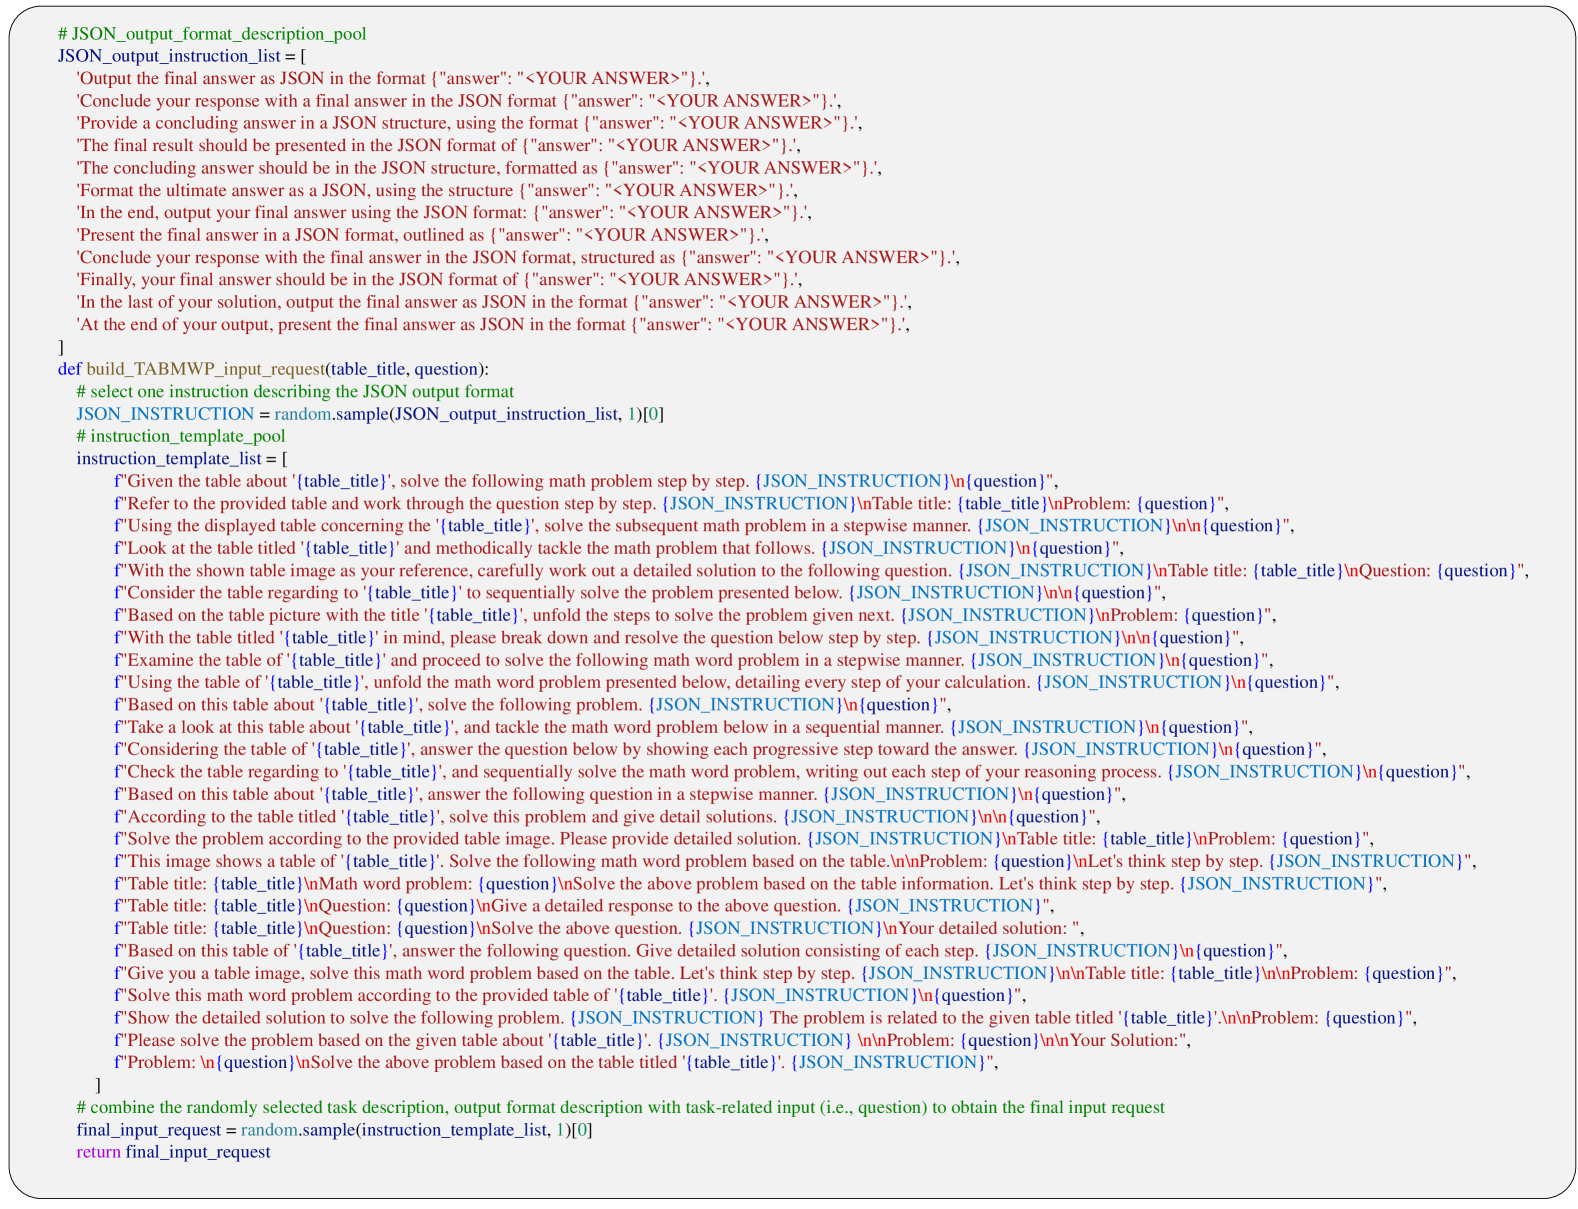 # JSON_output_format_description_pool
JSON_output_instruction_list = [
'Output the final answer as JSON in the format {"answer": "<YOUR ANSWER>"}.',
'Conclude your response with a final answer in the JSON format {"answer": "<YOUR ANSWER>"}.',
'Provide a concluding answer in a JSON structure, using the format {"answer": "<YOUR ANSWER>"}.',
'The final result should be presented in the JSON format of {"answer": "<YOUR ANSWER>"}.',
'The concluding answer should be in the JSON structure, formatted as {"answer": "<YOUR ANSWER>"}.',
'Format the ultimate answer as a JSON, using the structure {"answer": "<YOUR ANSWER>"}.',
'In the end, output your final answer using the JSON format: {"answer": "<YOUR ANSWER>"}.',
'Present the final answer in a JSON format, outlined as {"answer": "<YOUR ANSWER>"}.',
'Conclude your response with the final answer in the JSON format, structured as {"answer": "<YOUR ANSWER>"}.',
'Finally, your final answer should be in the JSON format of {"answer": "<YOUR ANSWER>"}.',
'In the last of your solution, output the final answer as JSON in the format {"answer": "<YOUR ANSWER>"}.',
'At the end of your output, present the final answer as JSON in the format {"answer": "<YOUR ANSWER>"}.',
]
def build_TABMWP_input_request(table_title, question):
# select one instruction describing the JSON output format
JSON_INSTRUCTION = random.sample(JSON_output_instruction_list, 1)[0]
# instruction_template_pool
instruction_template_list = [
f"Given the table about '{table_title}', solve the following math problem step by step. {JSON_INSTRUCTION}\n{question}",
f"Refer to the provided table and work through the question step by step. {JSON_INSTRUCTION}\nTable title: {table_title}\nProblem: {question}",
f"Using the displayed table concerning the '{table_title}', solve the subsequent math problem in a stepwise manner. {JSON_INSTRUCTION}\n\n{question}",
f"Look at the table titled '{table_title}' and methodically tackle the math problem that follows. {JSON_INSTRUCTION}\n{question}",
f"With the shown table image as your reference, carefully work out a detailed solution to the following question. {JSON_INSTRUCTION}\nTable title: {table_title}\nQuestion: {question}",
f"Consider the table regarding to '{table_title}' to sequentially solve the problem presented below. {JSON_INSTRUCTION}\n\n{question}",
f"Based on the table picture with the title '{table_title}', unfold the steps to solve the problem given next. {JSON_INSTRUCTION}\nProblem: {question}",
f"With the table titled '{table_title}' in mind, please break down and resolve the question below step by step. {JSON_INSTRUCTION}\n\n{question}",
f"Examine the table of '{table_title}' and proceed to solve the following math word problem in a stepwise manner. {JSON_INSTRUCTION}\n{question}",
f"Using the table of '{table_title}', unfold the math word problem presented below, detailing every step of your calculation. {JSON_INSTRUCTION}\n{question}",
f"Based on this table about '{table_title}', solve the following problem. {JSON_INSTRUCTION}\n{question}",
f"Take a look at this table about '{table_title}', and tackle the math word problem below in a sequential manner. {JSON_INSTRUCTION}\n{question}",
f"Considering the table of '{table_title}', answer the question below by showing each progressive step toward the answer. {JSON_INSTRUCTION}\n{question}",
f"Check the table regarding to '{table_title}', and sequentially solve the math word problem, writing out each step of your reasoning process. {JSON_INSTRUCTION}\n{question}",
f"Based on this table about '{table_title}', answer the following question in a stepwise manner. {JSON_INSTRUCTION}\n{question}",
f"According to the table titled '{table_title}', solve this problem and give detail solutions. {JSON_INSTRUCTION}\n\n{question}",
f"Solve the problem according to the provided table image. Please provide detailed solution. {JSON_INSTRUCTION}\nTable title: {table_title}\nProblem: {question}",
f"This image shows a table of '{table_title}'. Solve the following math word problem based on the table.\n\nProblem: {question}\nLet's think step by step. {JSON_INSTRUCTION}",
f"Table title: {table_title}\nMath word problem: {question}\nSolve the above problem based on the table information. Let's think step by step. {JSON_INSTRUCTION}",
f"Table title: {table_title}\nQuestion: {question}\nGive a detailed response to the above question. {JSON_INSTRUCTION}",
f"Table title: {table_title}\nQuestion: {question}\nSolve the above question. {JSON_INSTRUCTION}\nYour detailed solution: ",
f"Based on this table of '{table_title}', answer the following question. Give detailed solution consisting of each step. {JSON_INSTRUCTION}\n{question}",
f"Give you a table image, solve this math word problem based on the table. Let's think step by step. {JSON_INSTRUCTION}\n\nTable title: {table_title}\n\nProblem: {question}",
f"Solve this math word problem according to the provided table of '{table_title}'. {JSON_INSTRUCTION}\n{question}",
f"Show the detailed solution to solve the following problem. {JSON_INSTRUCTION} The problem is related to the given table titled '{table_title}'.\n\nProblem: {question}",
f"Please solve the problem based on the given table about '{table_title}'. {JSON_INSTRUCTION} \n\nProblem: {question}\n\nYour Solution:",
f"Problem: \n{question}\nSolve the above problem based on the table titled '{table_title}'. {JSON_INSTRUCTION}",
]
# combine the randomly selected task description, output format description with task-related input (i.e., question) to obtain the final input request
final_input_request = random.sample(instruction_template_list, 1)[0]
return final_input_request